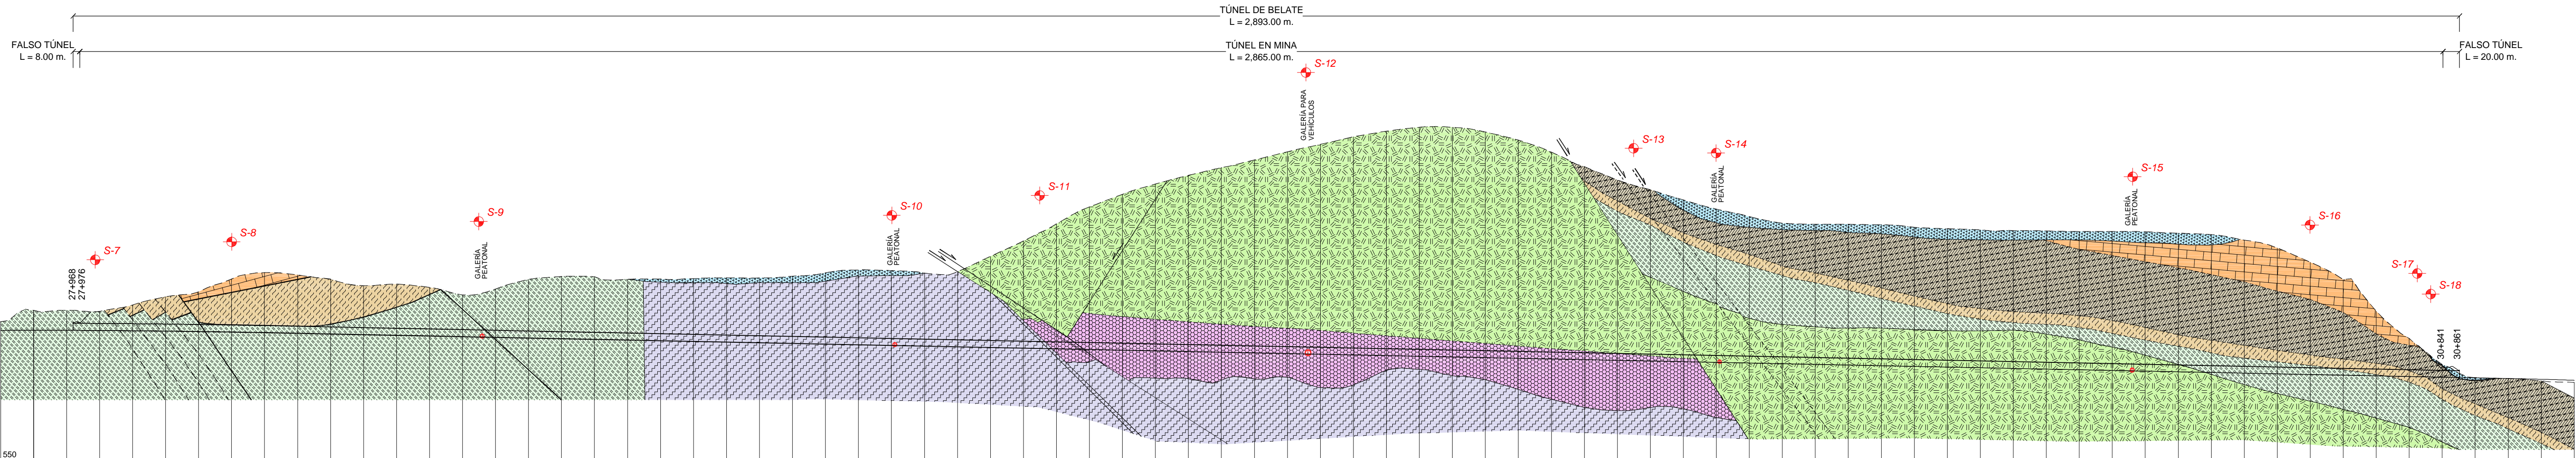 TÚNEL DE BELATE
L = 2,893.00 m.
FALSO TÚNEL
L = 8.00 m.
TÚNEL EN MINA
L = 2,865.00 m.
FALSO TÚNEL
L = 20.00 m.
S-7
S-8
S-9
S-10
S-11
S-12
S-13
S-14
S-15
S-16
S-17
S-18
27+968
27+976
GALERÍA
PEATONAL
GALERÍA
PEATONAL
GALERÍA PARA
VEHÍCULOS
GALERÍA
PEATONAL
GALERÍA
PEATONAL
30+841
30+861
550